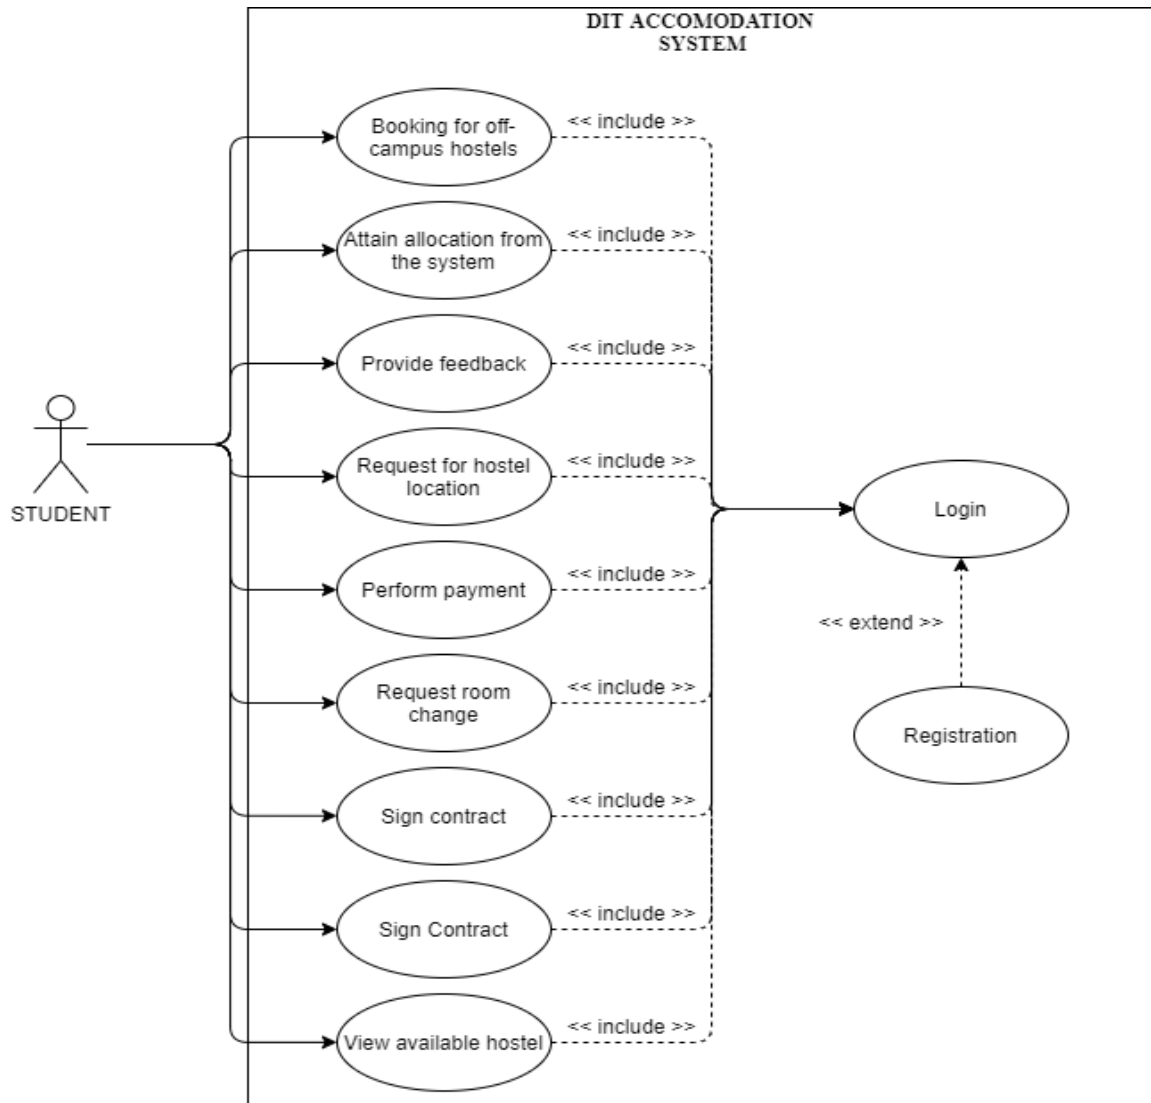 DIT ACCOMODATION
SYSTEM
Booking for off-
campus hostels
<< include >>
Attain allocation from
the system
<< include >>
Provide feedback
<< include >>
Request for hostel
location
<< include >>
STUDENT
Login
Perform payment
<< include >>
<< extend >>
Request room
change
<< include >>
Registration
Sign contract
<< include >>
Sign Contract
<< include >>
View available hostel
<< include >>